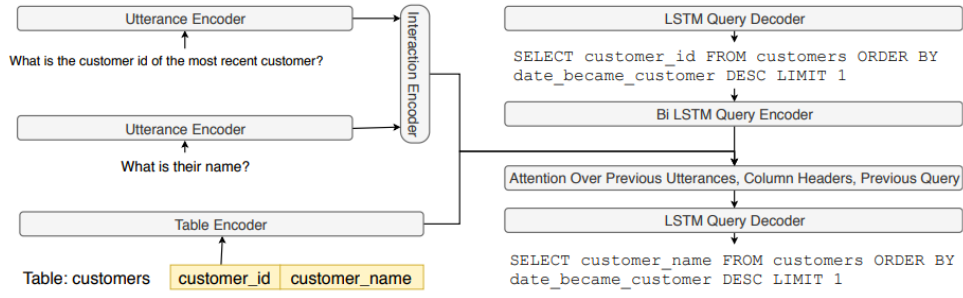 Utterance Encoder
What is the customer id of the most recent customer?
Utterance Encoder
What is their name?
Interaction Encoder
Table Encoder
Table: customers
customer_id
customer_name
LSTM Query Decoder
SELECT customer_id FROM customers ORDER BY
date_became_customer DESC LIMIT 1
Bi LSTM Query Encoder
Attention Over Previous Utterances, Column Headers, Previous Query
LSTM Query Decoder
SELECT customer_name FROM customers ORDER BY
date_became_customer DESC LIMIT 1